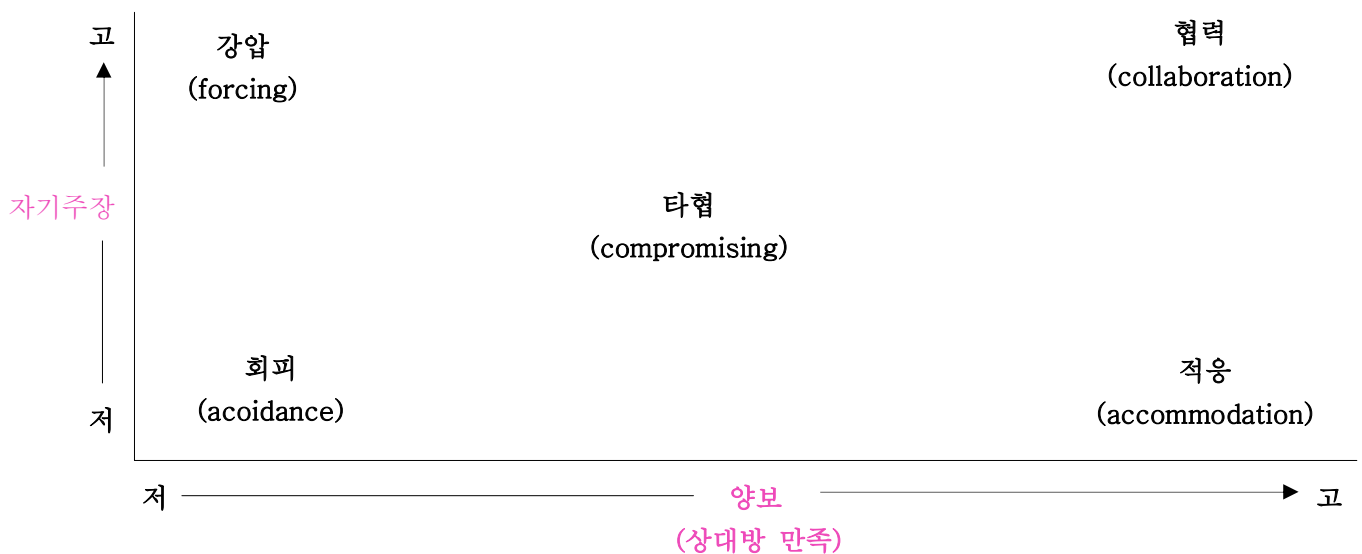 고
강압
(forcing)
협력
(collaboration)
자기주장
타협
(compromising)
회피
(acoidance)
적응
(accommodation)
저
저
양보
고
(상대방 만족)